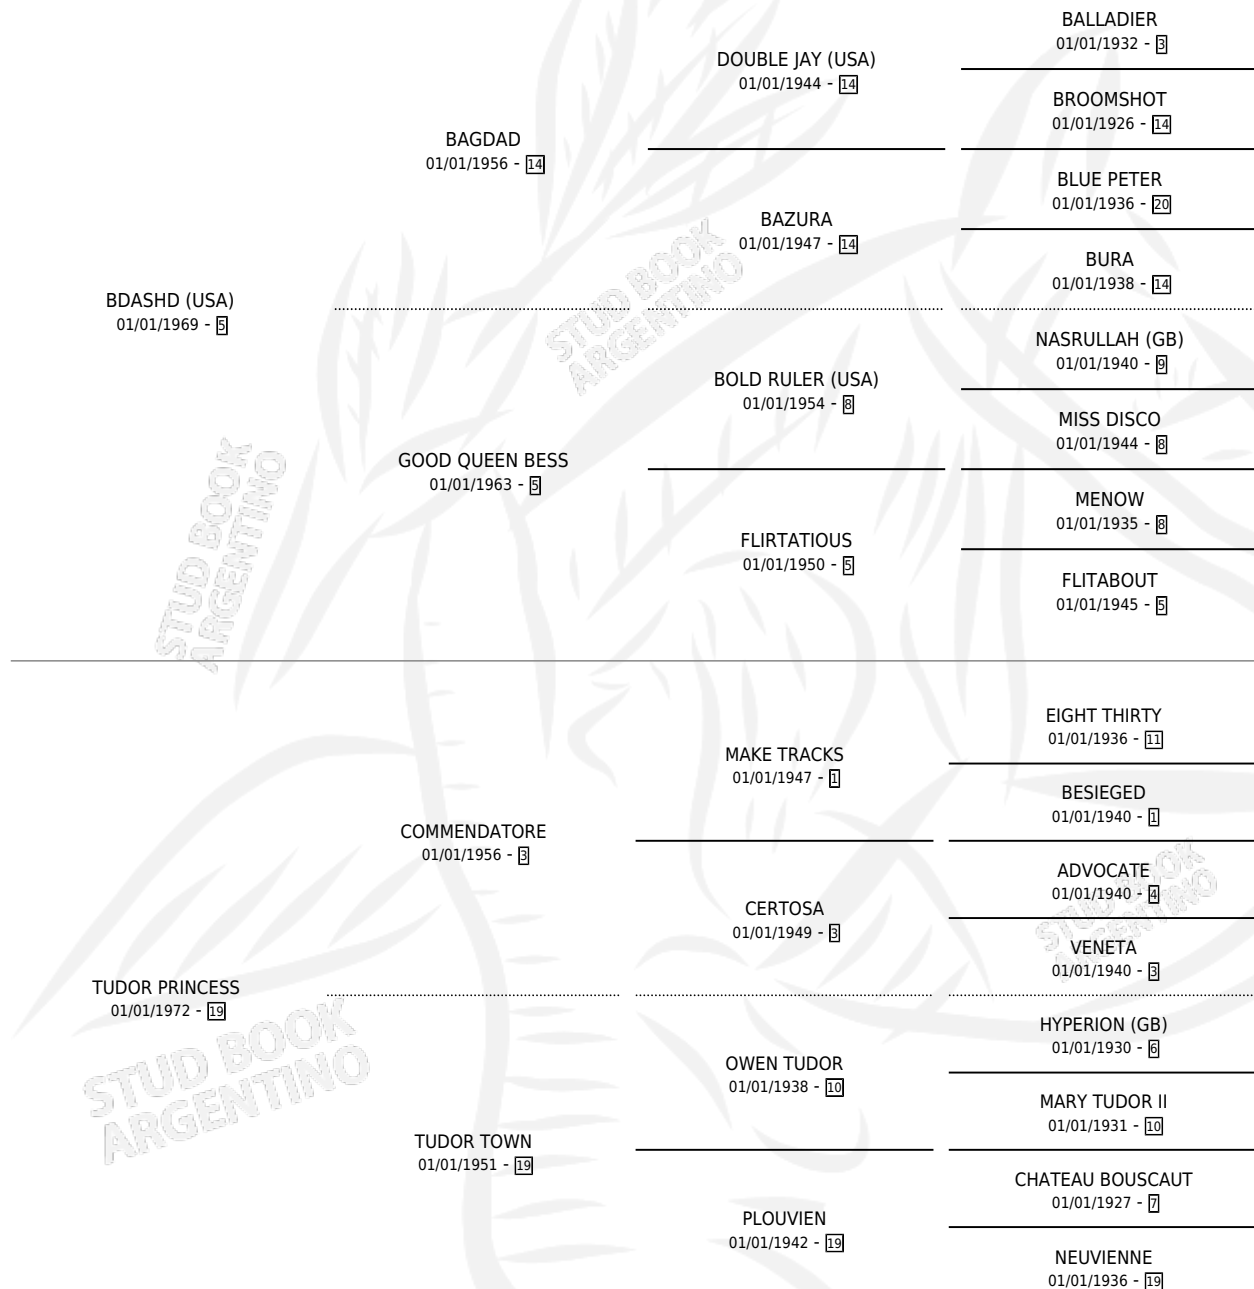 BALLADIER
01/01/1932 - 3
DOUBLE JAY (USA)
01/01/1944 - 14
BROOMSHOT
01/01/1926 - 14
BAGDAD
01/01/1956 - 14
BLUE PETER
01/01/1936 - 20
BAZURA
01/01/1947 - 14
BURA
01/01/1938 - 14
BDASHD (USA)
01/01/1969 - 5
NASRULLAH (GB)
01/01/1940 - 9
BOLD RULER (USA)
01/01/1954 - 8
MISS DISCO
01/01/1944 - 8
GOOD QUEEN BESS
01/01/1963 - 5
MENOW
01/01/1935 - 8
FLIRTATIOUS
01/01/1950 - 5
FLITABOUT
01/01/1945 - 5
EIGHT THIRTY
01/01/1936 - 11
MAKE TRACKS
01/01/1947 - 1
BESIEGED
01/01/1940 - 1
COMMENDATORE
01/01/1956 - 3
ADVOCATE
01/01/1940 - 4
CERTOSA
01/01/1949 - 3
VENETA
01/01/1940 - 3
TUDOR PRINCESS
01/01/1972 - 19
HYPERION (GB)
01/01/1930 - 6
OWEN TUDOR
01/01/1938 - 10
MARY TUDOR II
01/01/1931 - 10
TUDOR TOWN
01/01/1951 - 19
CHATEAU BOUSCAUT
01/01/1927 - 7
PLOUVIEN
01/01/1942 - 19
NEUVIENNE
01/01/1936 - 19
STUD BOOK
ARGENTINO
STUD BOOK
ARGENTINO
STUD BOOK
ARGENTINO
STUD BOOK
ARGENTINO